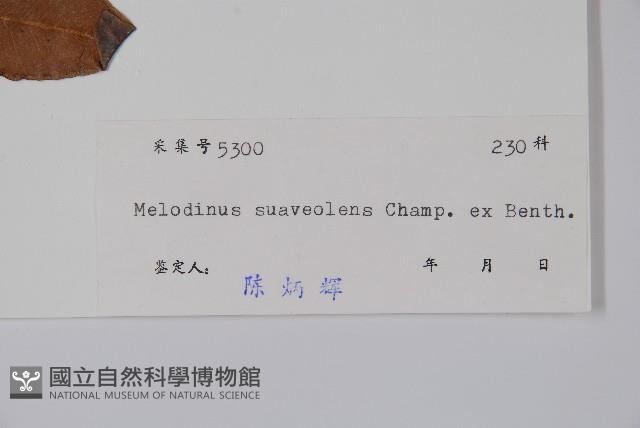 采集号 5300 230 科
Melodinus suaveolens Champ. ex Benth.
鉴定人: 陈炳辉 年 月 日
國立自然科學博物館
NATIONAL MUSEUM OF NATURAL SCIENCE